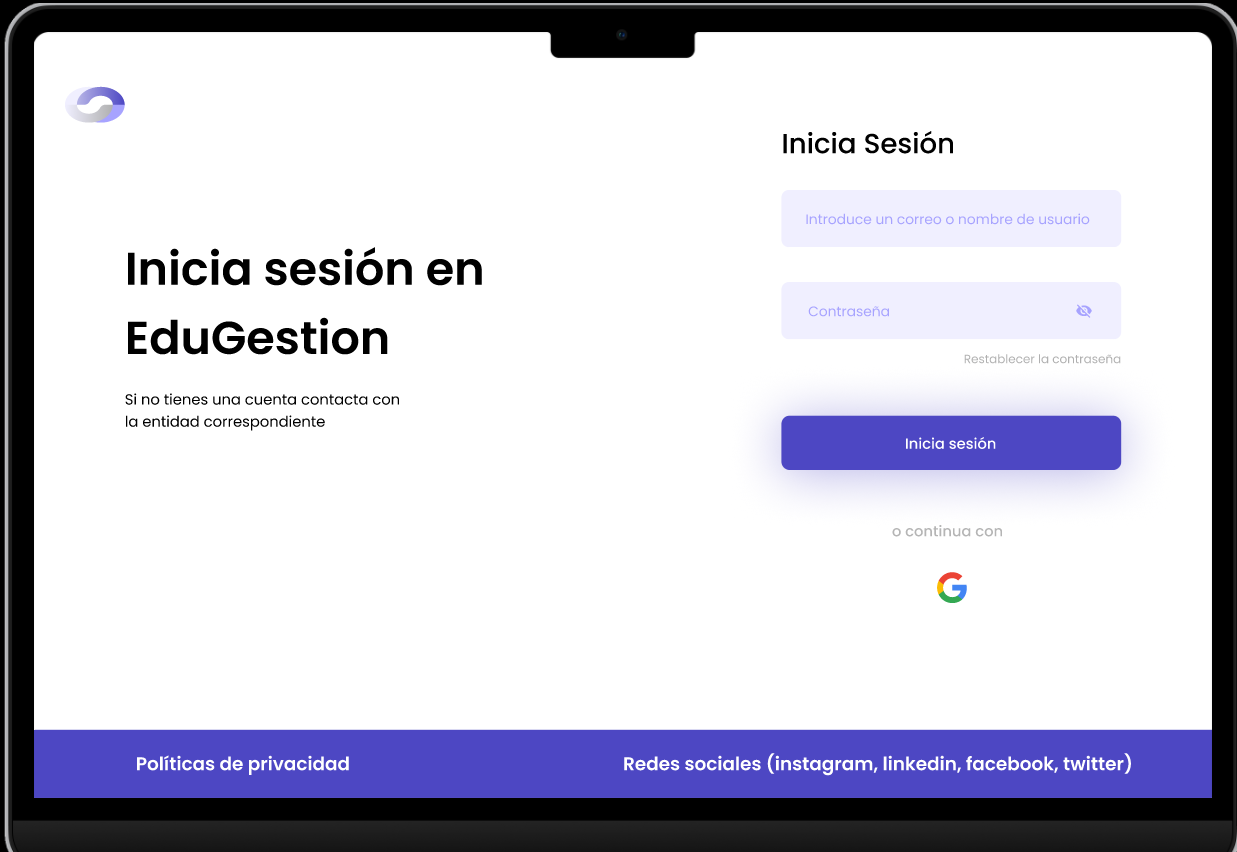 Inicia sesión en
EduGestion
Si no tienes una cuenta contacta con
la entidad correspondiente
Inicia Sesión
Introduce un correo o nombre de usuario
Contraseña
Restablecer la contraseña
Inicia sesión
o continua con
Políticas de privacidad
Redes sociales (instagram, linkedin, facebook, twitter)